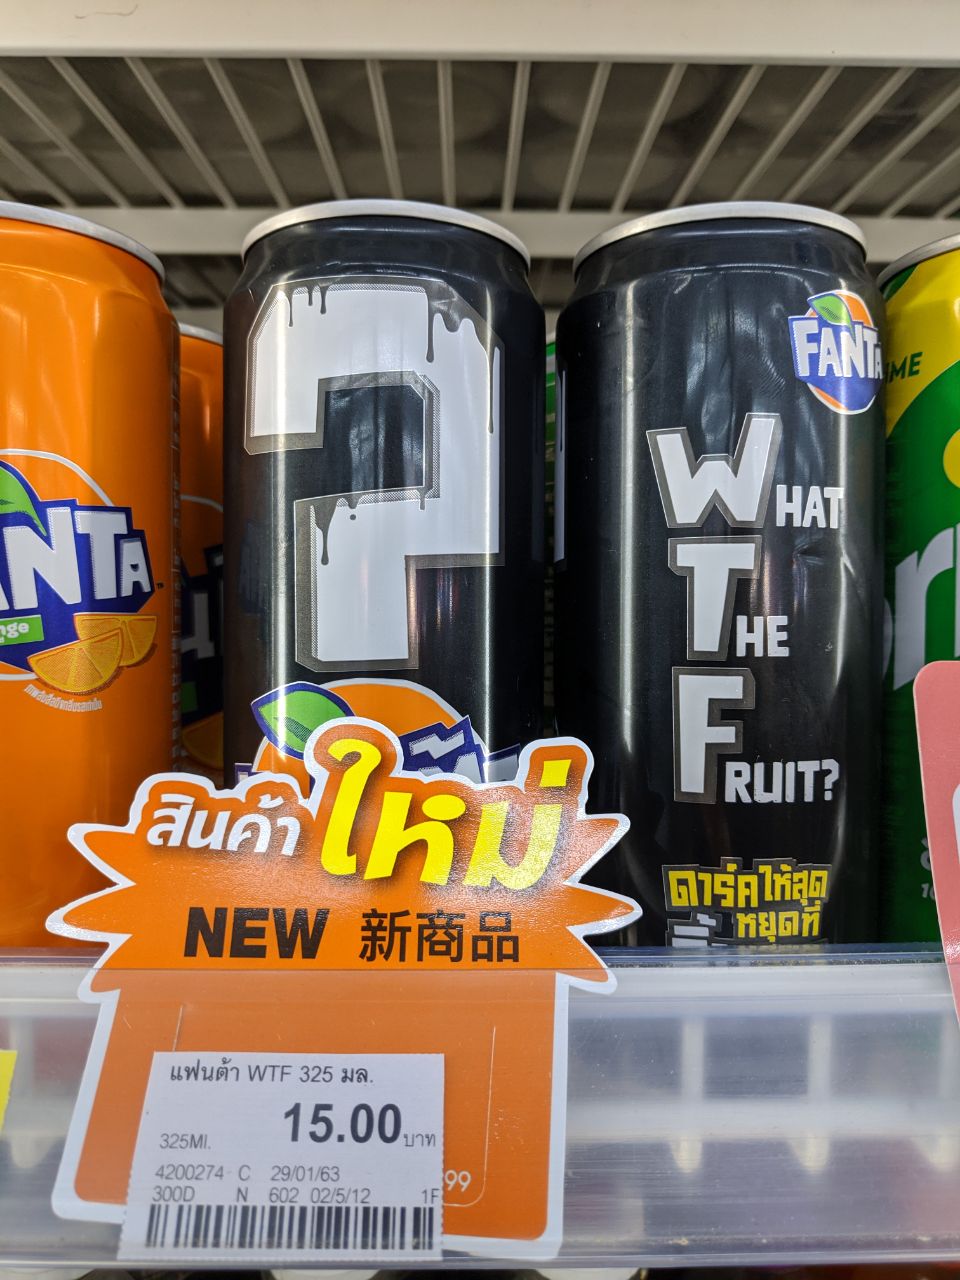 FANTA
WHAT
THE
FRUIT?
ดาร์คให้สุด
หยุดที่
?
สินค้า ใหม่
NEW 新商品
แฟนต้า WTF 325 มล.
15.00 บาท
325Ml.
4200274 C 29/01/63
300D N 602 02/5/12 1F
99